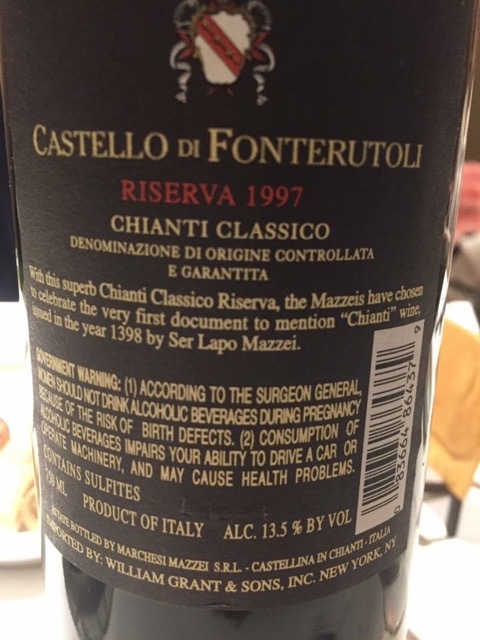 CASTELLO DI FONTERUTOLI
RISERVA 1997
CHIANTI CLASSICO
DENOMINAZIONE DI ORIGINE CONTROLLATA
E GARANTITA
With this superb Chianti Classico Riserva, the Mazzeis have chosen
to celebrate the very first document to mention "Chianti" wine,
issued in the year 1398 by Ser Lapo Mazzei.
GOVERNMENT WARNING: (1) ACCORDING TO THE SURGEON GENERAL,
WOMEN SHOULD NOT DRINK ALCOHOLIC BEVERAGES DURING PREGNANCY
BECAUSE OF THE RISK OF BIRTH DEFECTS. (2) CONSUMPTION OF
ALCOHOLIC BEVERAGES IMPAIRS YOUR ABILITY TO DRIVE A CAR OR
OPERATE MACHINERY, AND MAY CAUSE HEALTH PROBLEMS.
CONTAINS SULFITES
750 ML
PRODUCT OF ITALY ALC. 13.5 % BY VOL
ESTATE BOTTLED BY MARCHESI MAZZEI S.R.L. - CASTELLINA IN CHIANTI - ITALIA
IMPORTED BY: WILLIAM GRANT & SONS, INC. NEW YORK, NY
0 83664 86437 9